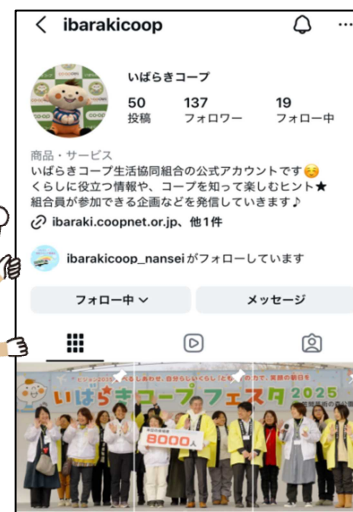 ibarakicoop
いばらきコープ
50 137 19
投稿 フォロワー フォロー中
商品・サービス
いばらきコープ生活協同組合の公式アカウントです☺️
くらしに役立つ情報や、コープを知って楽しむヒント★
組合員が参加できる企画などを発信していきます♪
ibaraki.coopnet.or.jp、他1件
ibarakicoop_nanseiがフォローしています
フォロー中 メッセージ
いばらきコープフェスタ2025
8000人